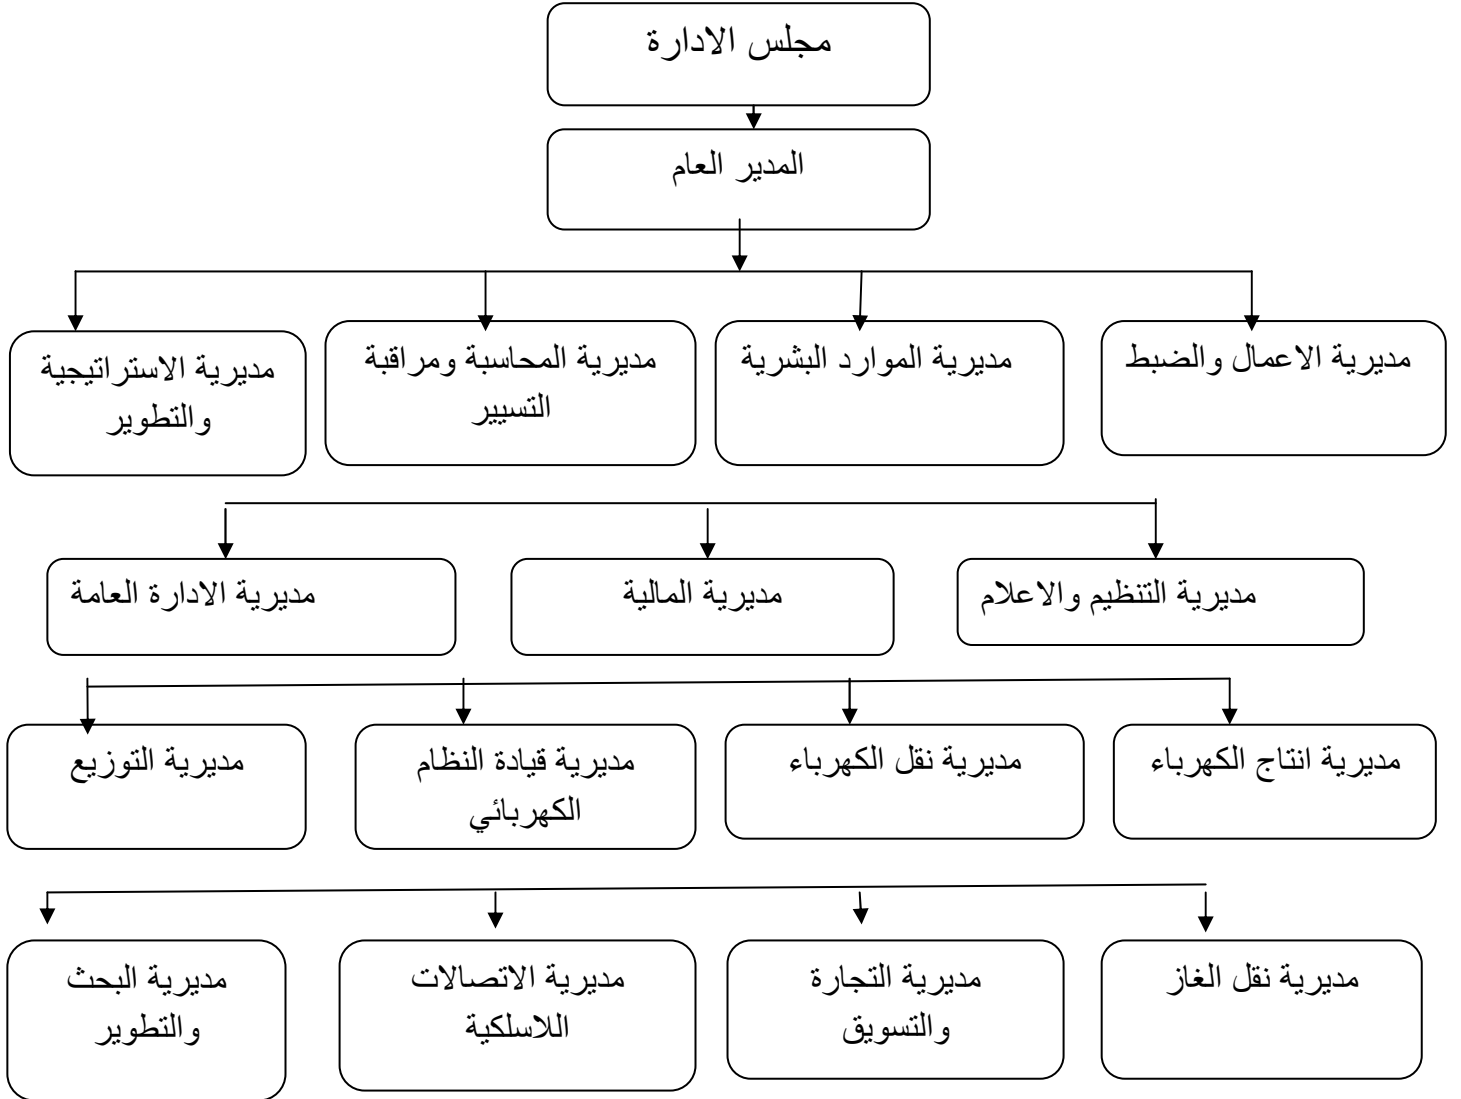 مجلس الادارة
المدير العام
مديرية الاعمال والضبط
مديرية الموارد البشرية
مديرية المحاسبة ومراقبة
التسيير
مديرية الاستراتيجية
والتطوير
مديرية التنظيم والاعلام
مديرية المالية
مديرية الادارة العامة
مديرية انتاج الكهرباء
مديرية نقل الكهرباء
مديرية قيادة النظام
الكهربائي
مديرية التوزيع
مديرية نقل الغاز
مديرية التجارة
والتسويق
مديرية الاتصالات
اللاسلكية
مديرية البحث
والتطوير